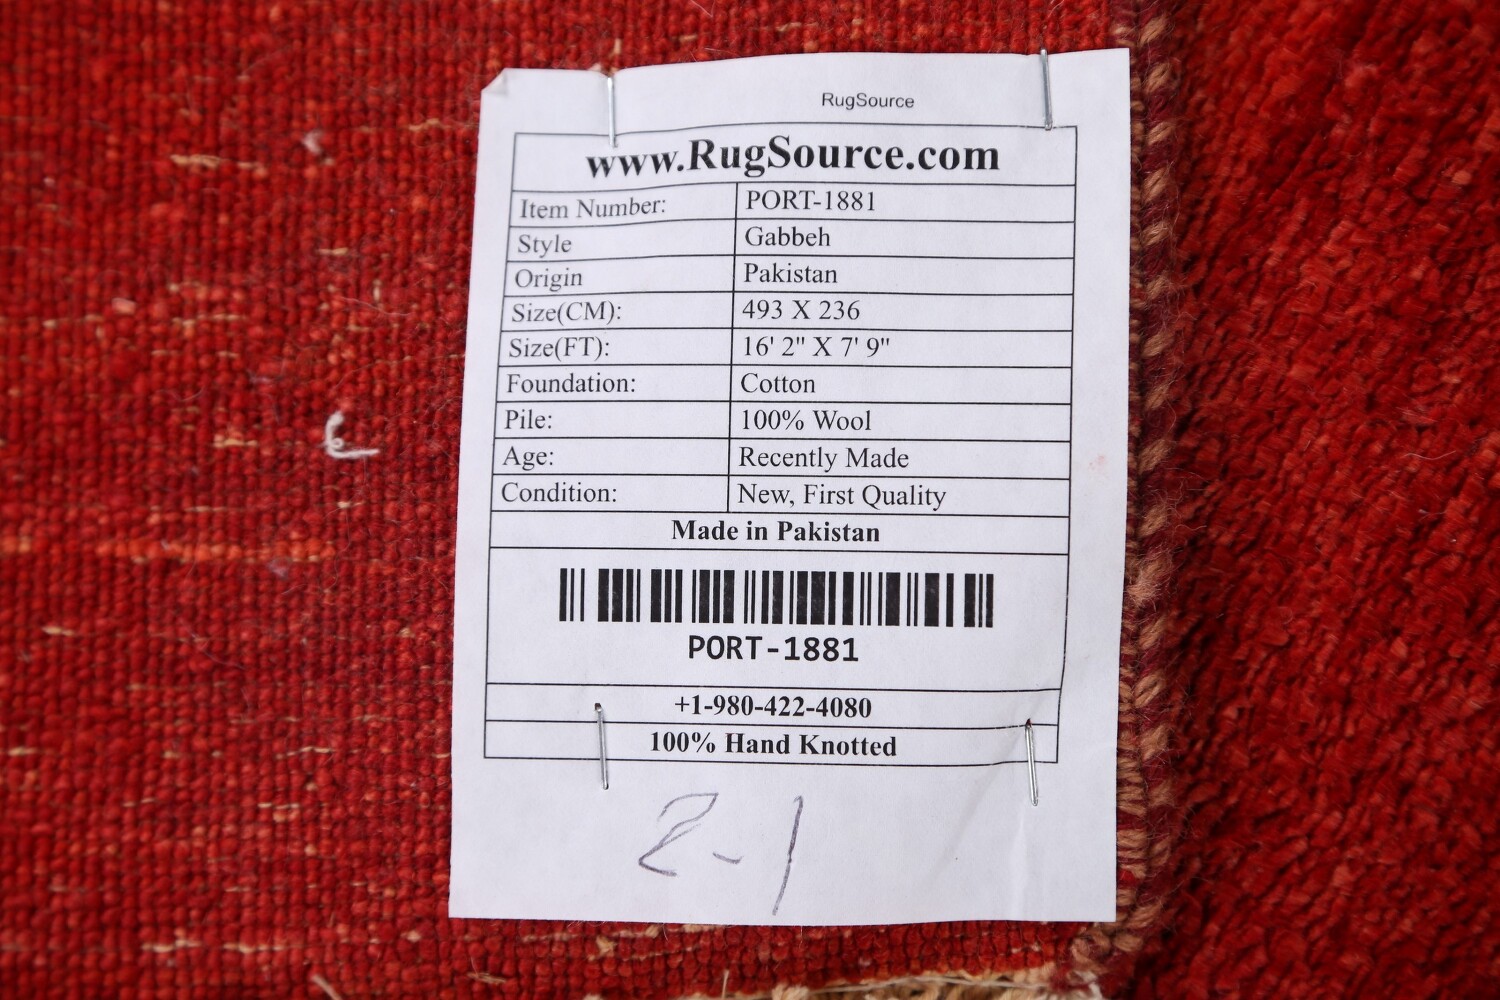 RugSource
www.RugSource.com
Item Number: PORT-1881
Style Gabbeh
Origin Pakistan
Size(CM): 493 X 236
Size(FT): 16' 2" X 7' 9"
Foundation: Cotton
Pile: 100% Wool
Age: Recently Made
Condition: New, First Quality
Made in Pakistan
PORT-1881
+1-980-422-4080
100% Hand Knotted
2-1